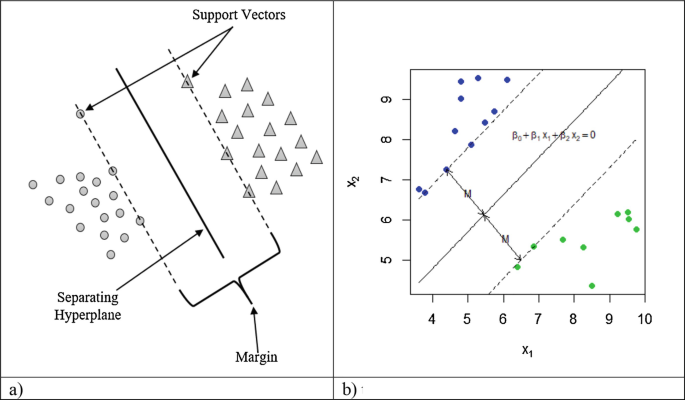 Support Vectors
Separating
Hyperplane
Margin
a)
9
8
7
6
5
x₂
β₀ + β₁ x₁ + β₂ x₂ = 0
M
M
4 5 6 7 8 9 10
x₁
b)